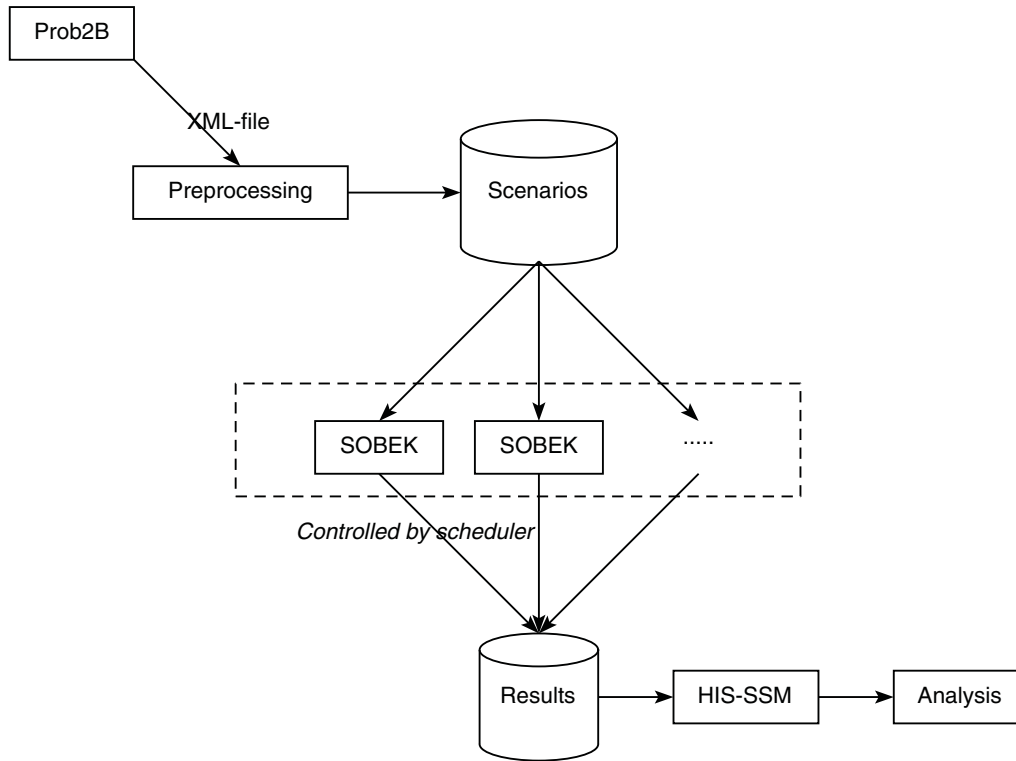 Prob2B
XML-file
Preprocessing
Scenarios
SOBEK
SOBEK
.....
Controlled by scheduler
Results
HIS-SSM
Analysis